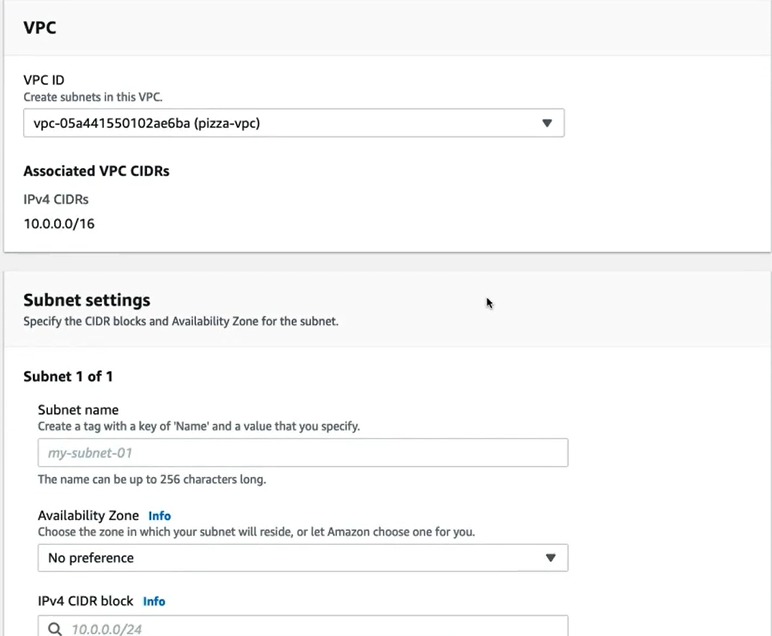 VPC
VPC ID
Create subnets in this VPC.
vpc-05a441550102ae6ba (pizza-vpc)
Associated VPC CIDRs
IPv4 CIDRs
10.0.0.0/16
Subnet settings
Specify the CIDR blocks and Availability Zone for the subnet.
Subnet 1 of 1
Subnet name
Create a tag with a key of 'Name' and a value that you specify.
my-subnet-01
The name can be up to 256 characters long.
Availability Zone Info
Choose the zone in which your subnet will reside, or let Amazon choose one for you.
No preference
IPv4 CIDR block Info
10.0.0.0/24